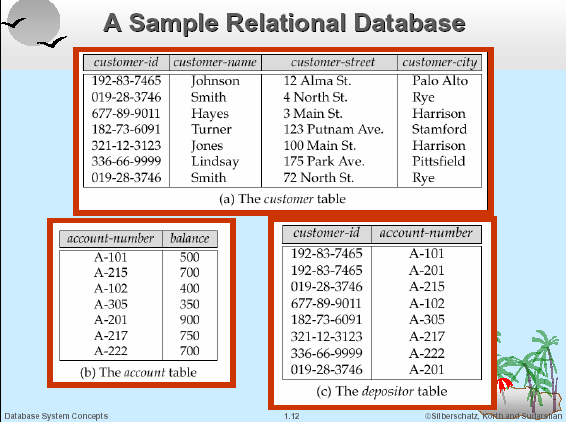 A Sample Relational Database
customer-id customer-name customer-street customer-city
192-83-7465 Johnson 12 Alma St. Palo Alto
019-28-3746 Smith 4 North St. Rye
677-89-9011 Hayes 3 Main St. Harrison
182-73-6091 Turner 123 Putnam Ave. Stamford
321-12-3123 Jones 100 Main St. Harrison
336-66-9999 Lindsay 175 Park Ave. Pittsfield
019-28-3746 Smith 72 North St. Rye
(a) The customer table
account-number balance
A-101 500
A-215 700
A-102 400
A-305 350
A-201 900
A-217 750
A-222 700
(b) The account table
customer-id account-number
192-83-7465 A-101
192-83-7465 A-201
019-28-3746 A-215
677-89-9011 A-102
182-73-6091 A-305
321-12-3123 A-217
336-66-9999 A-222
019-28-3746 A-201
(c) The depositor table
Database System Concepts 1.12 ©Silberschatz, Korth and Sudarshan